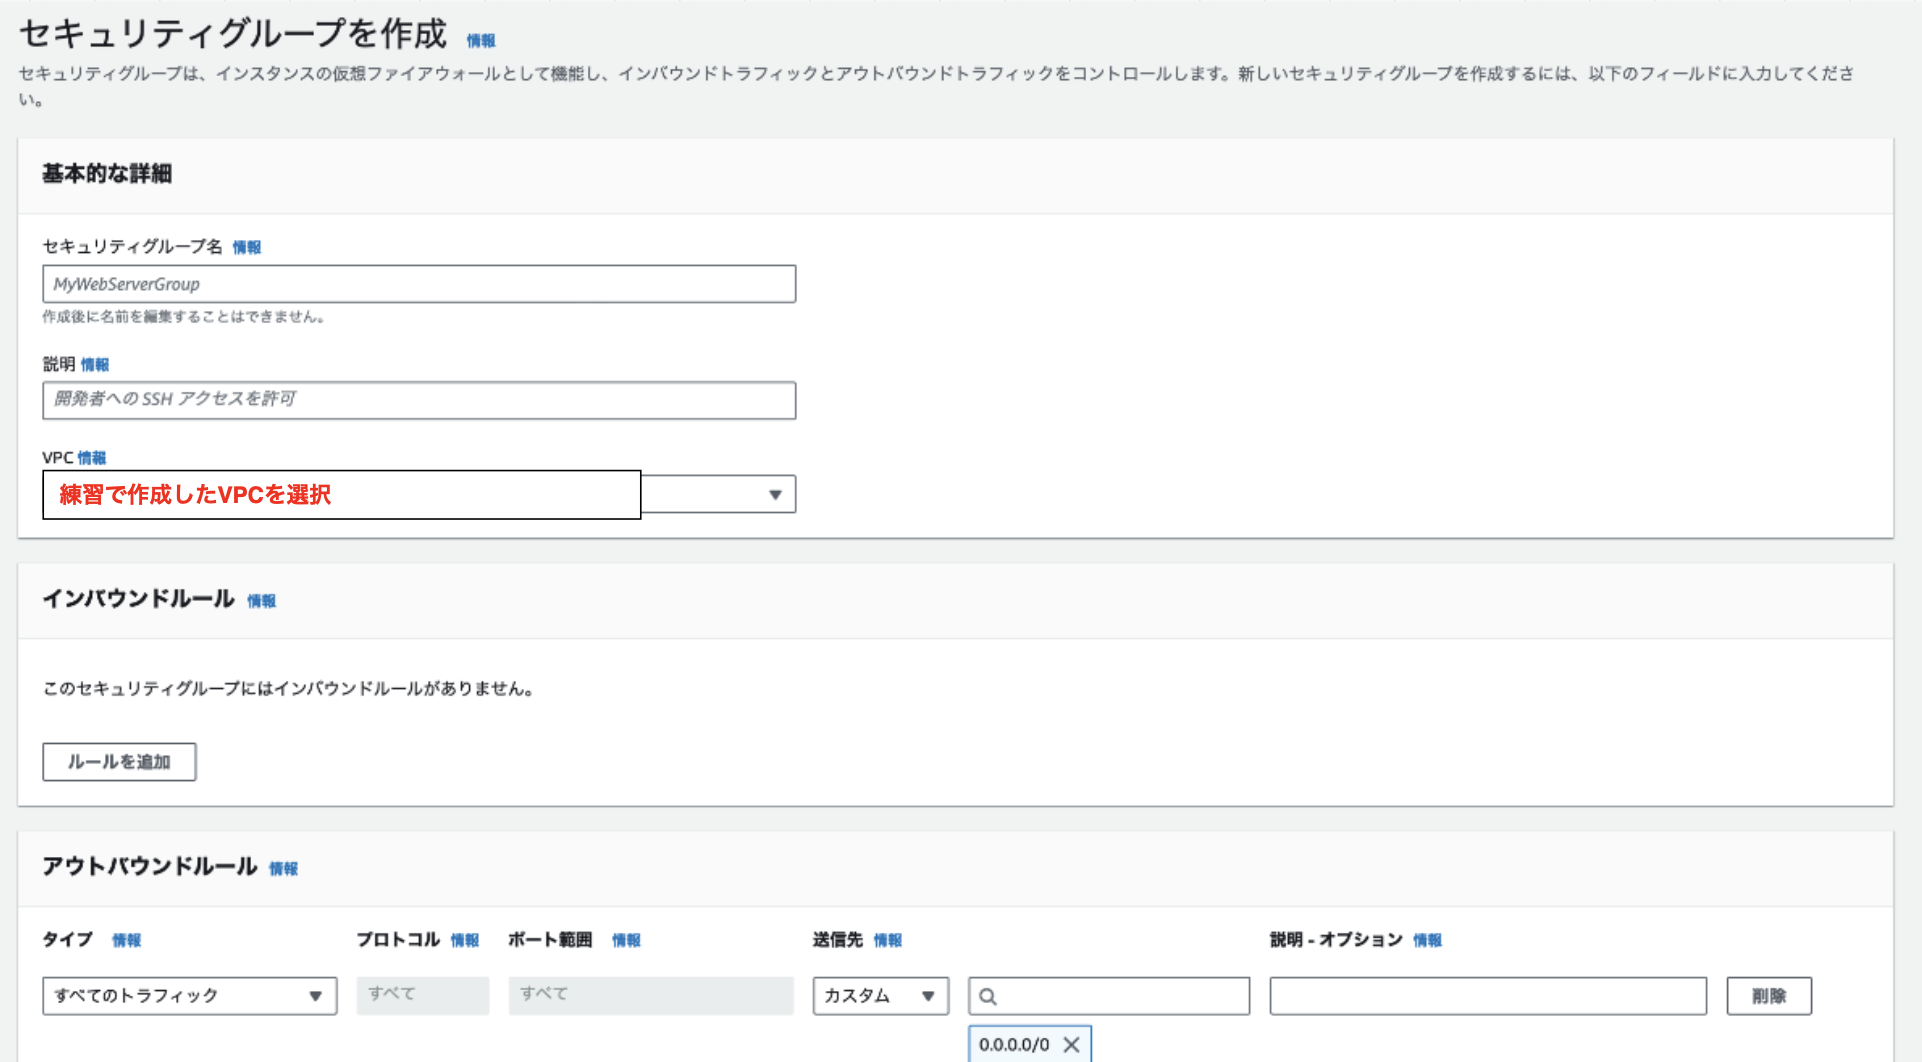 セキュリティグループを作成 情報
セキュリティグループは、インスタンスの仮想ファイアウォールとして機能し、インバウンドトラフィックとアウトバウンドトラフィックをコントロールします。新しいセキュリティグループを作成するには、以下のフィールドに入力してくださ
い。
基本的な詳細
セキュリティグループ名 情報
MyWebServerGroup
作成後に名前を編集することはできません。
説明 情報
開発者への SSH アクセスを許可
VPC 情報
練習で作成したVPCを選択
インバウンドルール 情報
このセキュリティグループにはインバウンドルールがありません。
ルールを追加
アウトバウンドルール 情報
タイプ 情報 プロトコル 情報 ポート範囲 情報 送信先 情報 説明 - オプション 情報
すべてのトラフィック すべて すべて カスタム 削除
0.0.0.0/0